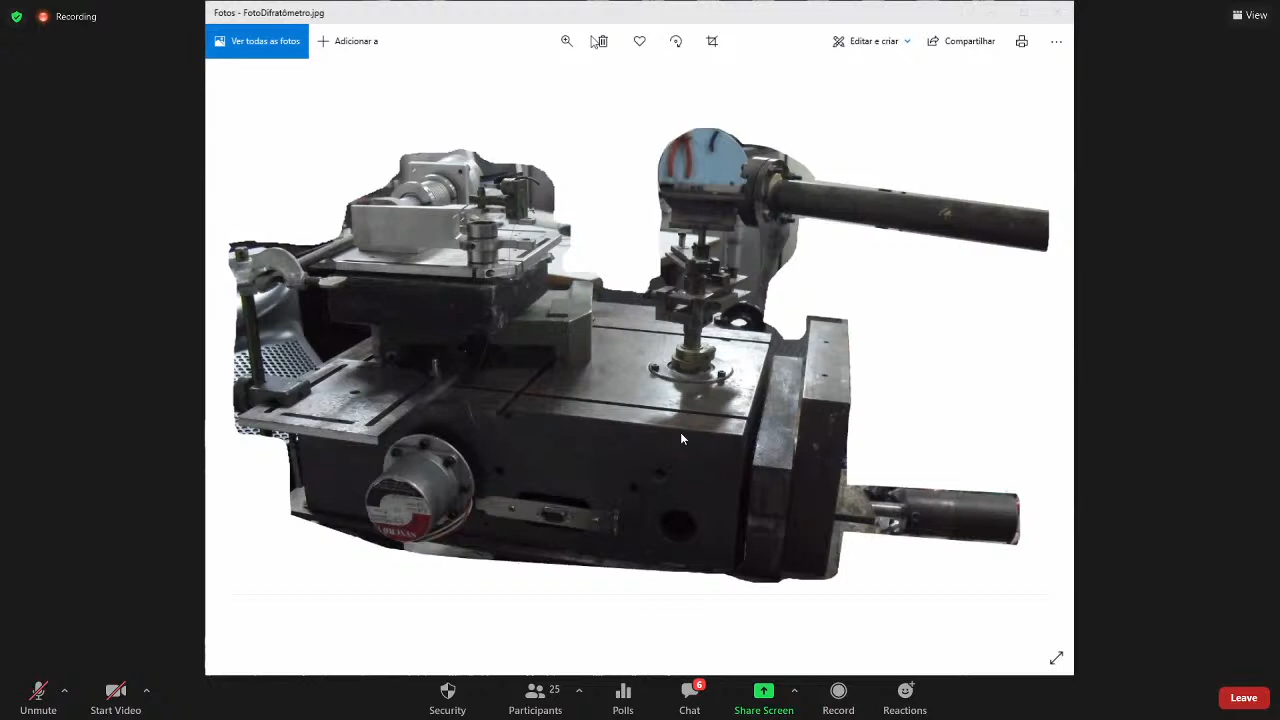 Recording
View
Fotos - FotoDifratômetro.jpg
Ver todas as fotos
Adicionar a
Editar e criar
Compartilhar
Unmute
Start Video
Security
25
Participants
Polls
6
Chat
Share Screen
Record
Reactions
Leave